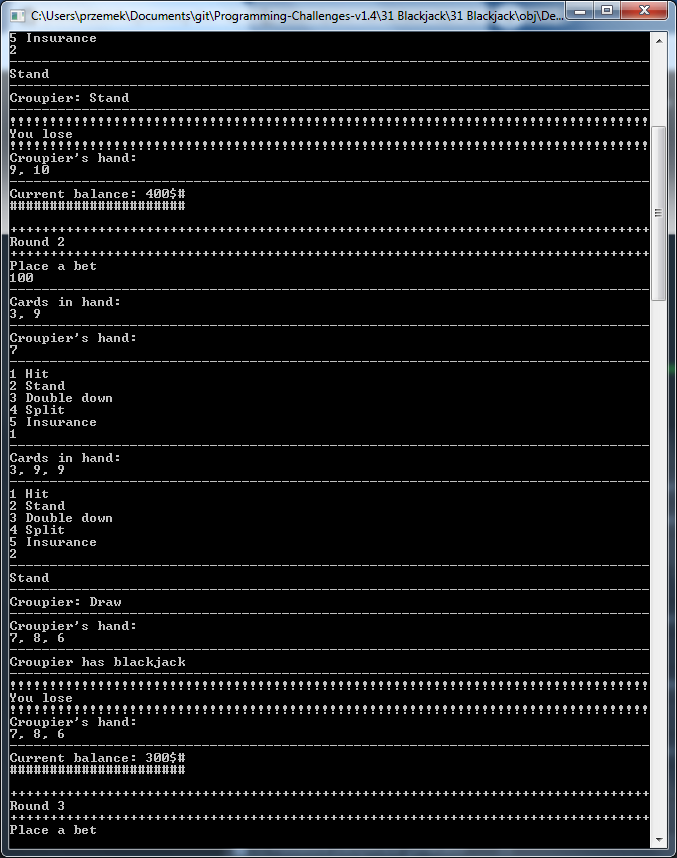 C:\Users\przemek\Documents\git\Programming-Challenges-v1.4\31 Blackjack\31 Blackjack\obj\De...
5 Insurance
2
--------------------------------------------------------------------------------
Stand
--------------------------------------------------------------------------------
Croupier: Stand
--------------------------------------------------------------------------------
!!!!!!!!!!!!!!!!!!!!!!!!!!!!!!!!!!!!!!!!!!!!!!!!!!!!!!!!!!!!!!!!!!!!!!!!!!!!!!!!
You lose
!!!!!!!!!!!!!!!!!!!!!!!!!!!!!!!!!!!!!!!!!!!!!!!!!!!!!!!!!!!!!!!!!!!!!!!!!!!!!!!!
Croupier's hand:
9, 10
--------------------------------------------------------------------------------
Current balance: 400$#
######################
++++++++++++++++++++++++++++++++++++++++++++++++++++++++++++++++++++++++++++++++
Round 2
++++++++++++++++++++++++++++++++++++++++++++++++++++++++++++++++++++++++++++++++
Place a bet
100
--------------------------------------------------------------------------------
Cards in hand:
3, 9
--------------------------------------------------------------------------------
Croupier's hand:
7
--------------------------------------------------------------------------------
1 Hit
2 Stand
3 Double down
4 Split
5 Insurance
1
--------------------------------------------------------------------------------
Cards in hand:
3, 9, 9
--------------------------------------------------------------------------------
1 Hit
2 Stand
3 Double down
4 Split
5 Insurance
2
--------------------------------------------------------------------------------
Stand
--------------------------------------------------------------------------------
Croupier: Draw
--------------------------------------------------------------------------------
Croupier's hand:
7, 8, 6
--------------------------------------------------------------------------------
Croupier has blackjack
--------------------------------------------------------------------------------
!!!!!!!!!!!!!!!!!!!!!!!!!!!!!!!!!!!!!!!!!!!!!!!!!!!!!!!!!!!!!!!!!!!!!!!!!!!!!!!!
You lose
!!!!!!!!!!!!!!!!!!!!!!!!!!!!!!!!!!!!!!!!!!!!!!!!!!!!!!!!!!!!!!!!!!!!!!!!!!!!!!!!
Croupier's hand:
7, 8, 6
--------------------------------------------------------------------------------
Current balance: 300$#
######################
++++++++++++++++++++++++++++++++++++++++++++++++++++++++++++++++++++++++++++++++
Round 3
++++++++++++++++++++++++++++++++++++++++++++++++++++++++++++++++++++++++++++++++
Place a bet